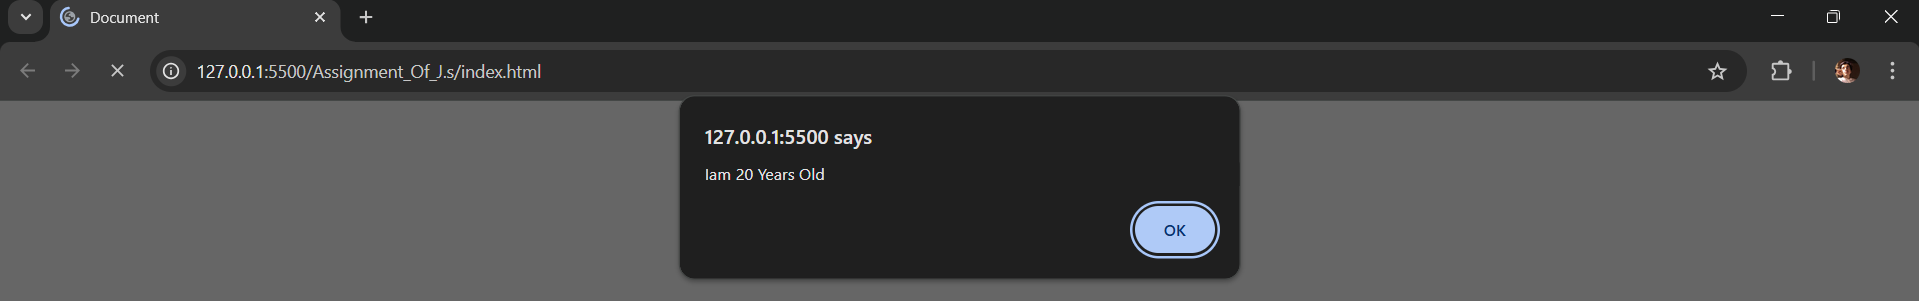 Document
127.0.0.1:5500/Assignment_Of_J.s/index.html
127.0.0.1:5500 says
Iam 20 Years Old
OK